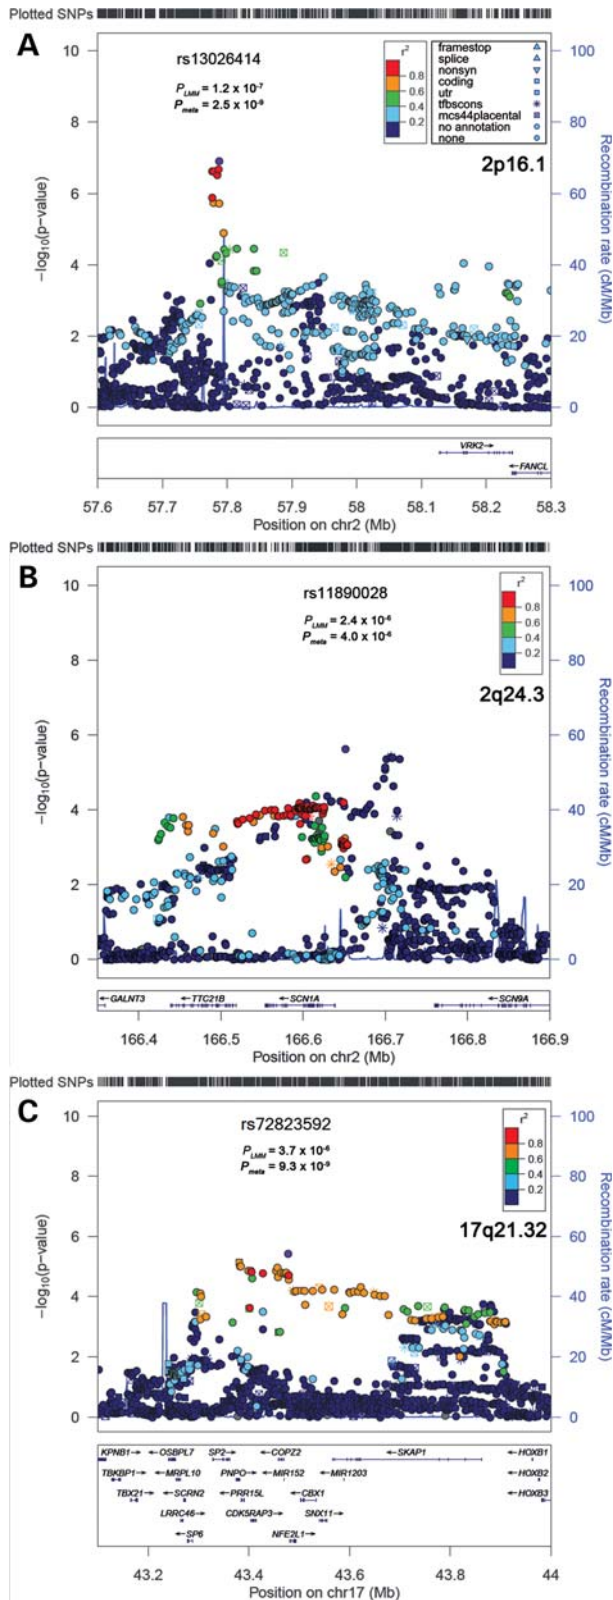 Plotted SNPs
A
rs13026414
P_LMM = 1.2 x 10⁻⁷
P_meta = 2.5 x 10⁻⁹
r²
0.8
0.6
0.4
0.2
framestop
splice
nonsyn
coding
utr
tfbscons
mcs44placental
no annotation
none
2p16.1
−log₁₀(p−value)
10
8
6
4
2
0
Recombination rate (cM/Mb)
100
80
60
40
20
0
VRK2→
←FANCL
57.6 57.7 57.8 57.9 58 58.1 58.2 58.3
Position on chr2 (Mb)
Plotted SNPs
B
rs11890028
P_LMM = 2.4 x 10⁻⁶
P_meta = 4.0 x 10⁻⁶
r²
0.8
0.6
0.4
0.2
2q24.3
−log₁₀(p−value)
10
8
6
4
2
0
Recombination rate (cM/Mb)
100
80
60
40
20
0
←GALNT3 ←TTC21B ←SCN1A ←SCN9A
166.4 166.5 166.6 166.7 166.8 166.9
Position on chr2 (Mb)
Plotted SNPs
C
rs72823592
P_LMM = 3.7 x 10⁻⁶
P_meta = 9.3 x 10⁻⁹
r²
0.8
0.6
0.4
0.2
17q21.32
−log₁₀(p−value)
10
8
6
4
2
0
Recombination rate (cM/Mb)
100
80
60
40
20
0
KPNB1→ ←OSBPL7 SP2→ ←COPZ2 ←SKAP1 ←HOXB1
TBKBP1→ ←MRPL10 PNPO→ ←MIR152 ←MIR1203 ←HOXB2
TBX21→ ←SCRN2 ←PRR15L ←CBX1 ←HOXB3
←LRRC46→ CDK5RAP3→ SNX11→
←SP6 NFE2L1→
43.2 43.4 43.6 43.8 44
Position on chr17 (Mb)